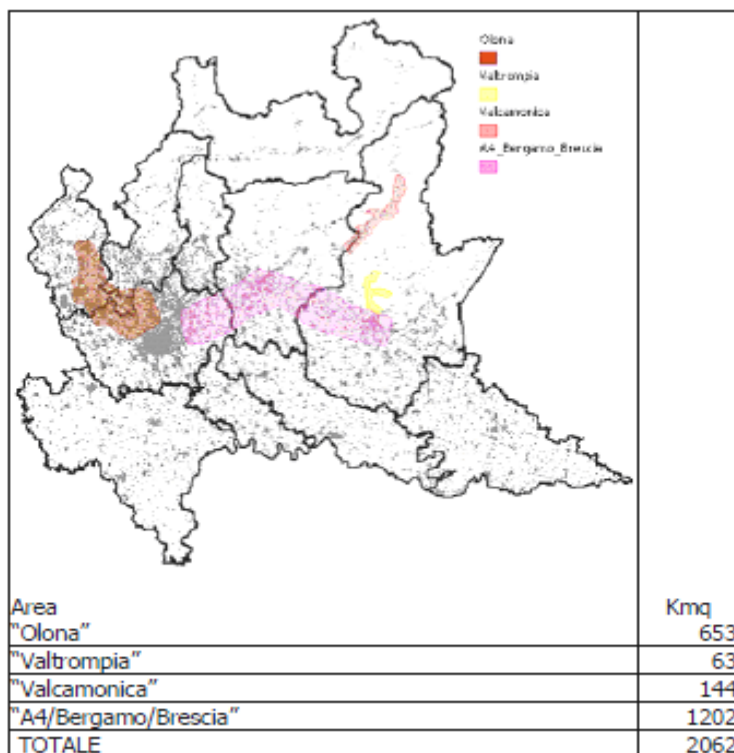 Olona
Valtrompia
Valcamonica
A4_Bergamo_Brescia
Area Kmq
"Olona" 653
"Valtrompia" 63
"Valcamonica" 144
"A4/Bergamo/Brescia" 1202
TOTALE 2062